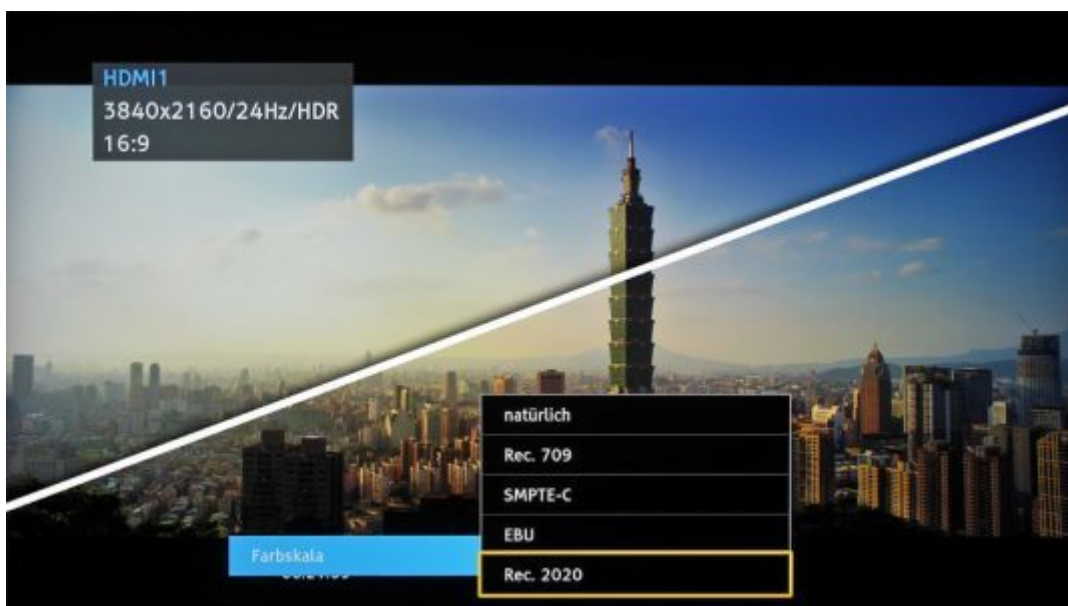 HDMI1
3840x2160/24Hz/HDR
16:9
natürlich
Rec. 709
SMPTE-C
EBU
Farbskala
Rec. 2020